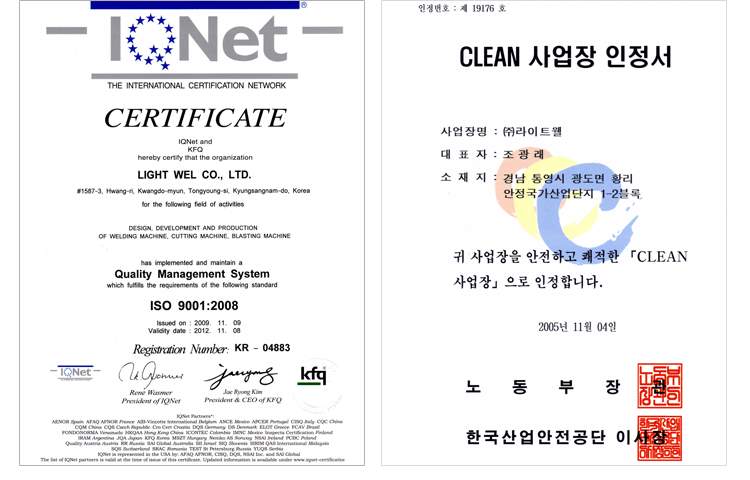 IQNet ®
THE INTERNATIONAL CERTIFICATION NETWORK
CERTIFICATE
IQNet and
KFQ
hereby certify that the organization
LIGHT WEL CO., LTD.
#1587-3, Hwang-ri, Kwangdo-myun, Tongyoung-si, Kyungsangnam-do, Korea
for the following field of activities
DESIGN, DEVELOPMENT AND PRODUCTION
OF WELDING MACHINE, CUTTING MACHINE, BLASTING MACHINE
has implemented and maintain a
Quality Management System
which fulfills the requirements of the following standard
ISO 9001:2008
Issued on : 2009. 11. 09
Validity date : 2012. 11. 08
Registration Number: KR - 04883
IQNet
kfq
Rene Wasmer
President of IQNet
Jae Ryong Kim
President & CEO of KFQ
IQNet Partners*:
AENOR Spain AFAQ AFNOR France AIB-Vincotte International Belgium ANCE Mexico APCER Portugal CISQ Italy CQC China
CQM China CQS Czech Republic Cro Cert Croatia DQS Germany DS Denmark ELOT Greece FCAV Brazil
FONDONORMA Venezuela HKQAA Hong Kong China ICONTEC Colombia IMNC Mexico Inspecta Certification Finland
IRAM Argentina JQA Japan KFQ Korea MSZT Hungary Nemko AS Norway NSAI Ireland PCBC Poland
Quality Austria Austria RR Russia SAI Global Australia SII Israel SIQ Slovenia SIRIM QAS International Malaysia
SQS Switzerland SRAC Romania TEST St Petersburg Russia YUQS Serbia
IQNet is represented in the USA by: AFAQ AFNOR, CISQ, DQS, NSAI Inc. and SAI Global
The list of IQNet partners is valid at the time of issue of this certificate. Updated information is available under www.iqnet-certification
인정번호 : 제 19176 호
CLEAN 사업장 인정서
사업장명 : ㈜라이트웰
대 표 자 : 조 광 래
소 재 지 : 경남 통영시 광도면 황리
안정국가산업단지 1-2블록
귀 사업장을 안전하고 쾌적한 「CLEAN
사업장」으로 인정합니다.
2005년 11월 04일
노 동 부 장 관
한국산업안전공단 이사장